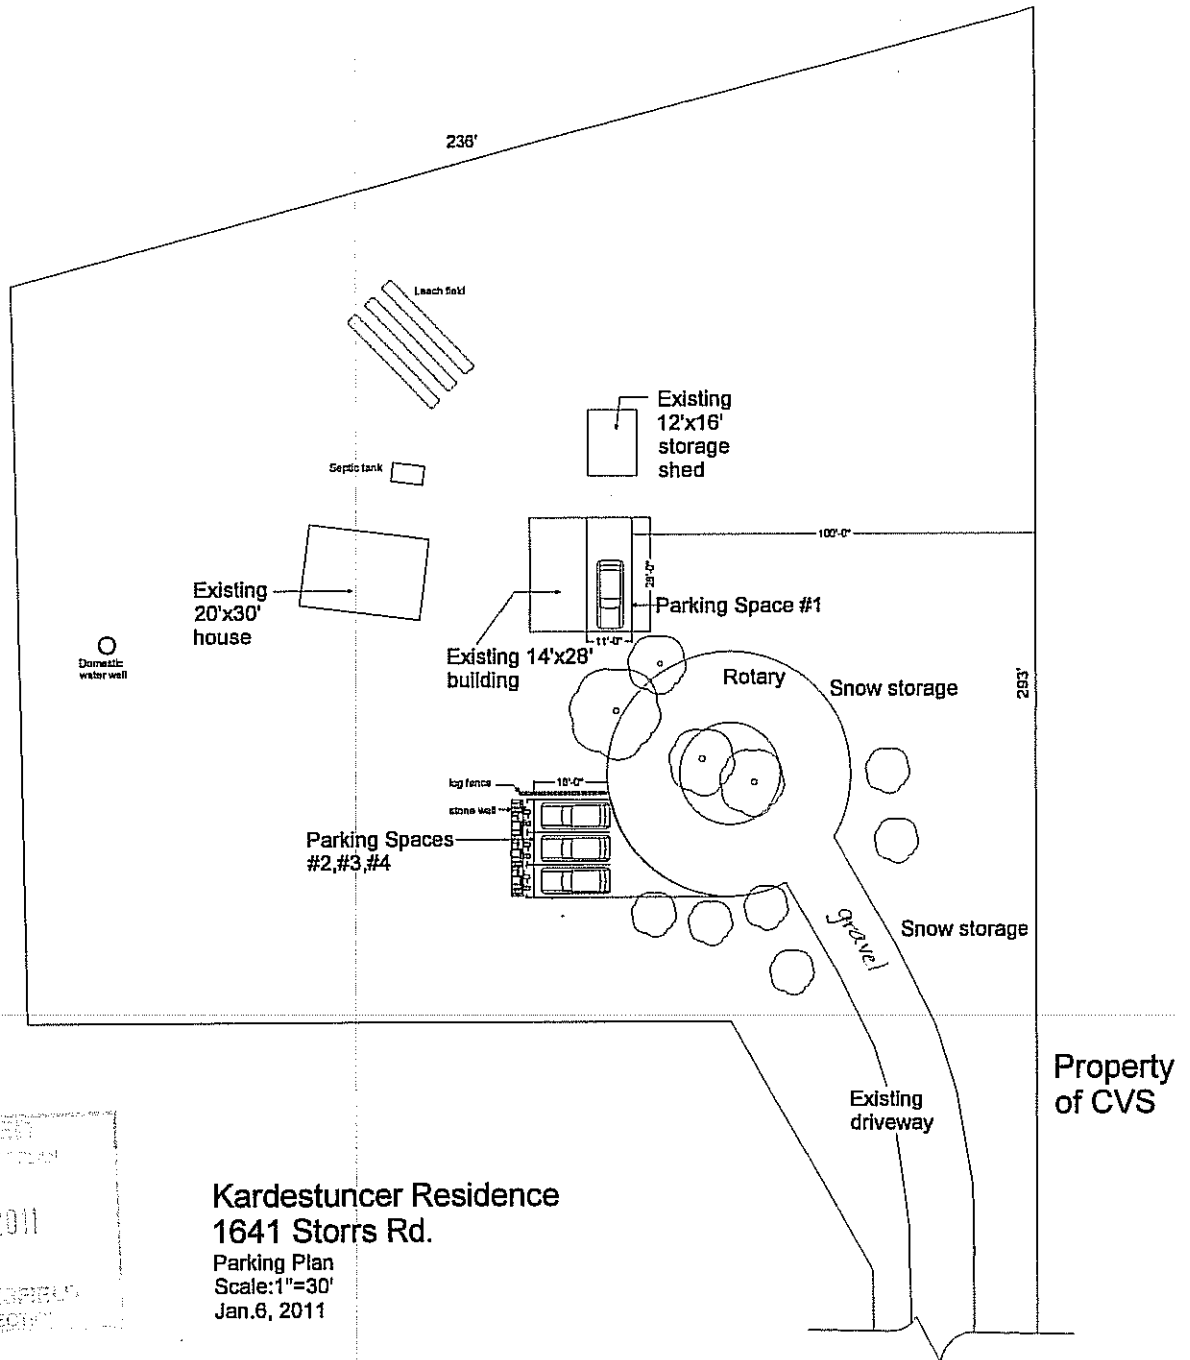 236'
Leach field
Existing
12'x16'
storage
shed
Septic tank
100'-0"
Existing
20'x30'
house
28'-0"
Parking Space #1
11'-0"
Domestic
water well
Existing 14'x28'
building
Rotary
Snow storage
293'
log fence
18'-0"
stone wall
Parking Spaces
#2,#3,#4
gravel
Snow storage
Property
of CVS
Existing
driveway
Kardestuncer Residence
1641 Storrs Rd.
Parking Plan
Scale:1"=30'
Jan.6, 2011
2011